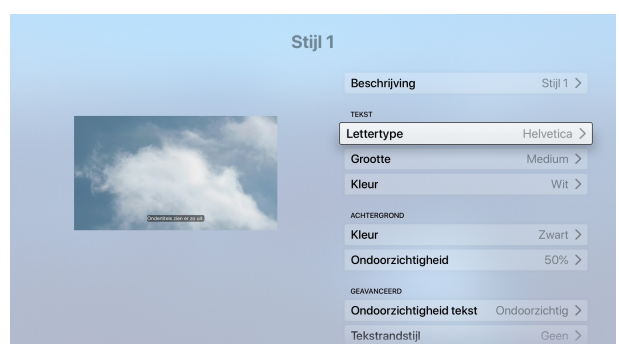 Stijl 1
Beschrijving Stijl 1
TEKST
Lettertype Helvetica
Grootte Medium
Kleur Wit
Ondertitels zien er zo uit
ACHTERGROND
Kleur Zwart
Ondoorzichtigheid 50%
GEAVANCEERD
Ondoorzichtigheid tekst Ondoorzichtig
Tekstrandstijl Geen